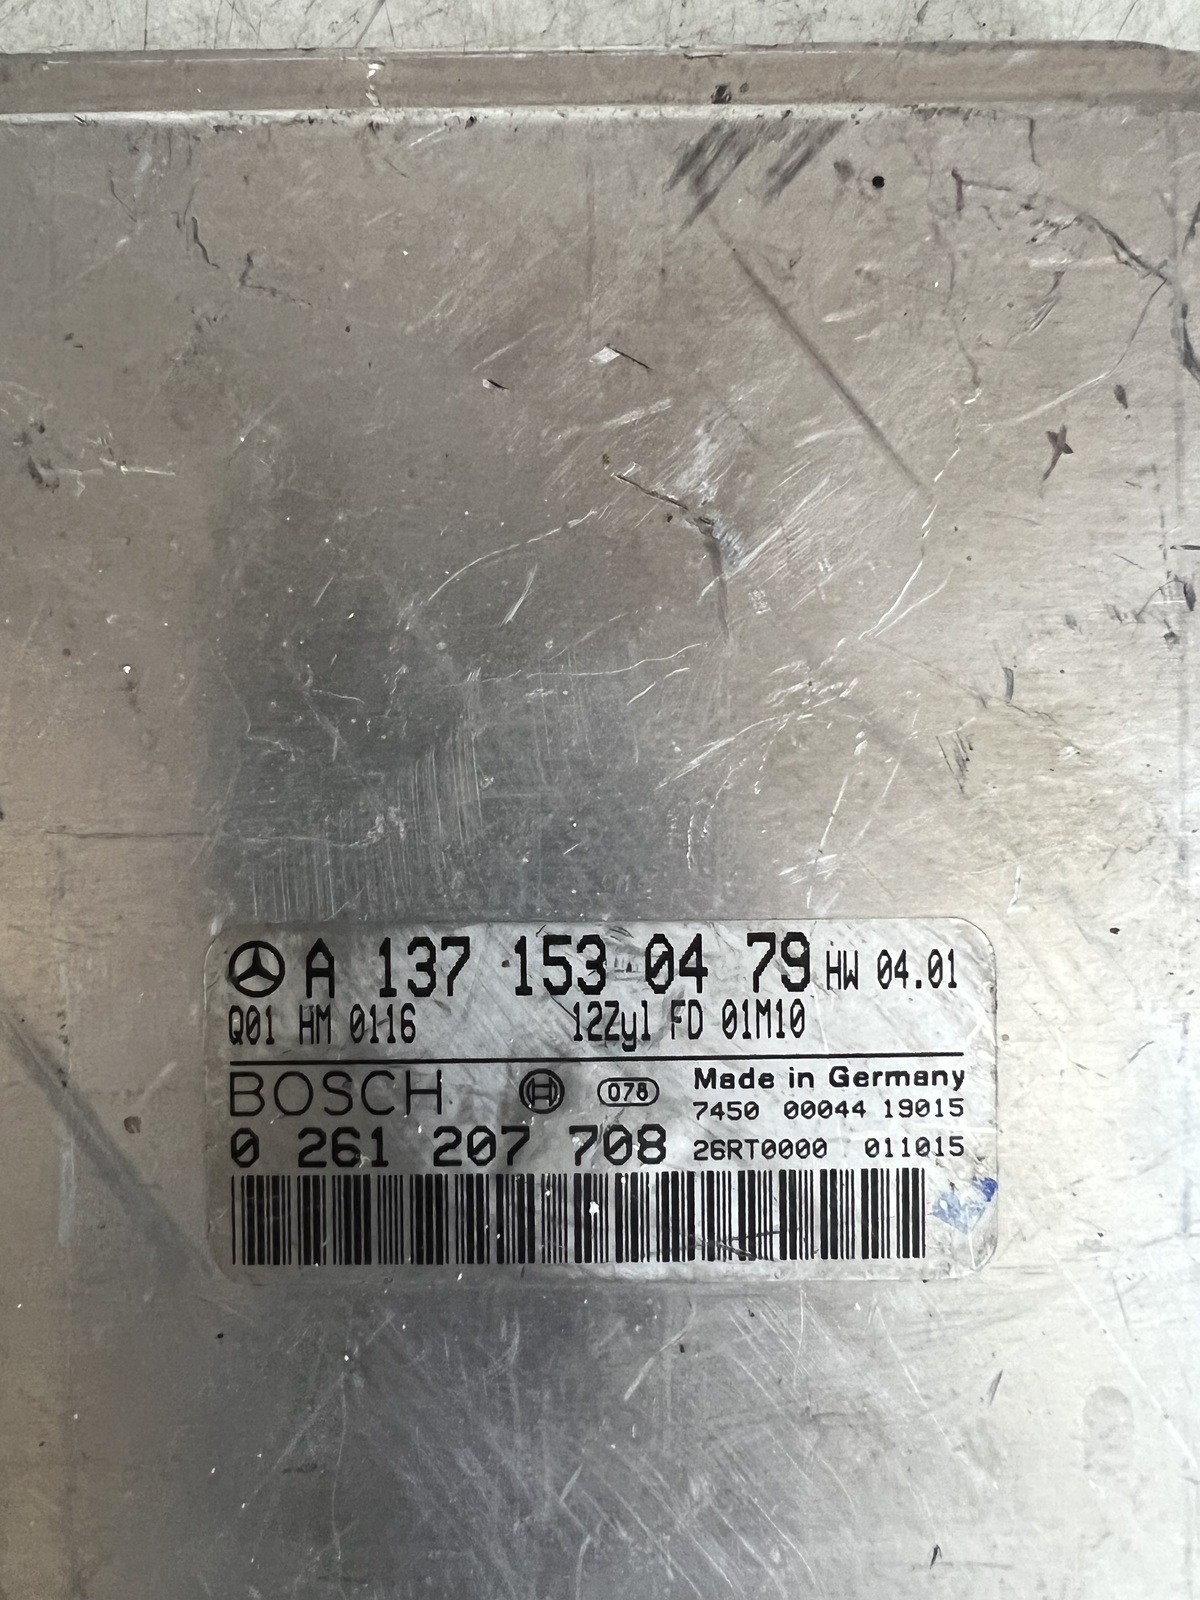 A 137 153 04 79 HW 04.01
Q01 HM 0116 12Zyl FD 01M10
BOSCH H 078 Made in Germany
7450 00044 19015
0 261 207 708 26RT0000 011015